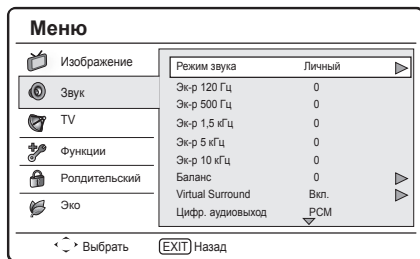 Меню
Изображение
Звук
TV
Функции
Ролдительский
Эко
Режим звука Личный
Эк-р 120 Гц 0
Эк-р 500 Гц 0
Эк-р 1,5 кГц 0
Эк-р 5 кГц 0
Эк-р 10 кГц 0
Баланс 0
Virtual Surround Вкл.
Цифр. аудиовыход PCM
Выбрать EXIT Назад